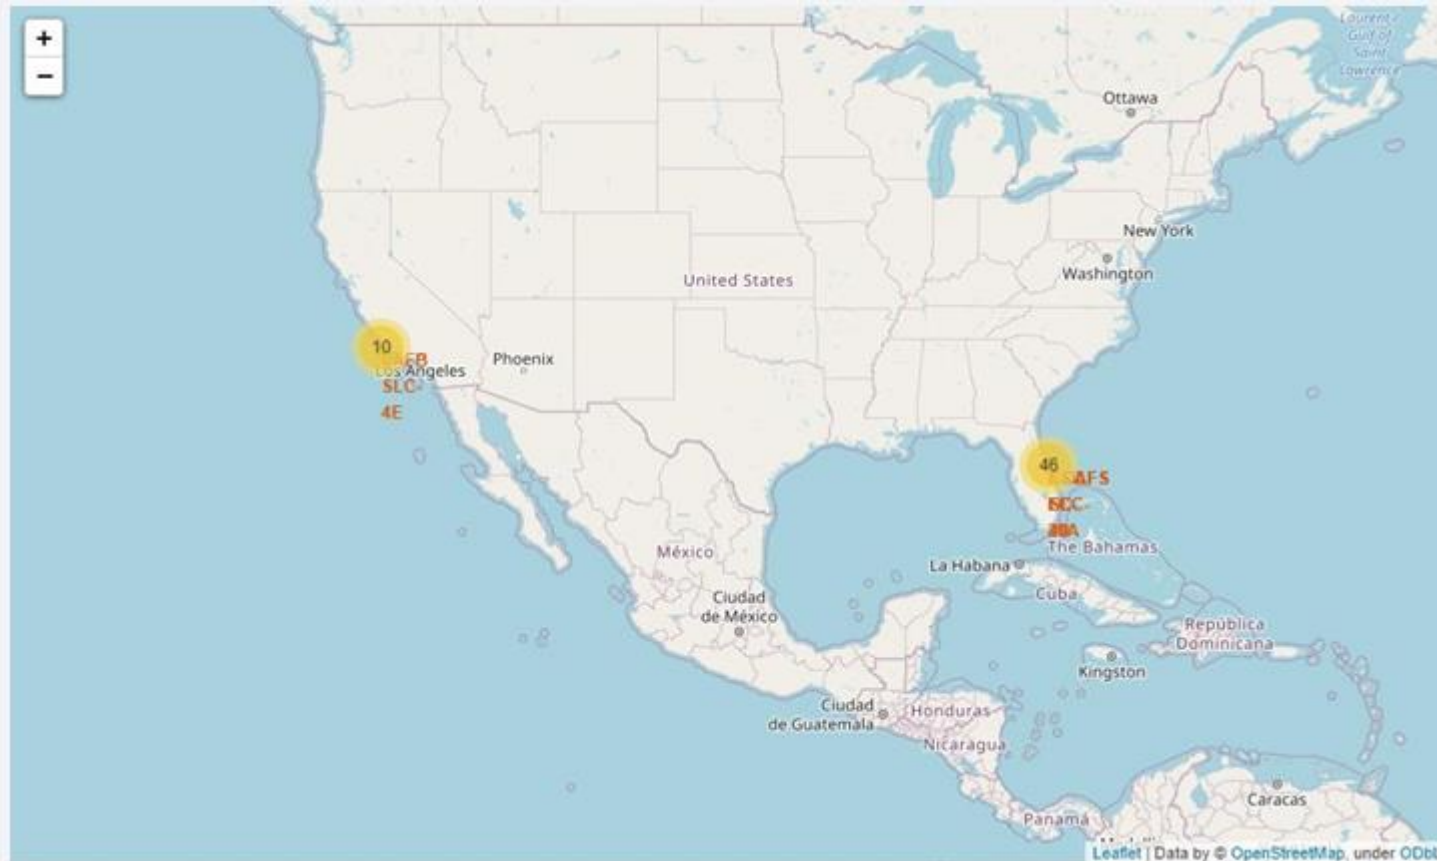 +
−
Laurent-
Gulf of
Saint
Lawrence
Ottawa
New York
Washington
United States
10
Los Angeles
SLC-
4E
Phoenix
46
The Bahamas
México
La Habana
Cuba
Ciudad
de México
República
Dominicana
Kingston
Ciudad
de Guatemala
Honduras
Nicaragua
Caracas
Panamá
Leaflet | Data by © OpenStreetMap, under ODbL